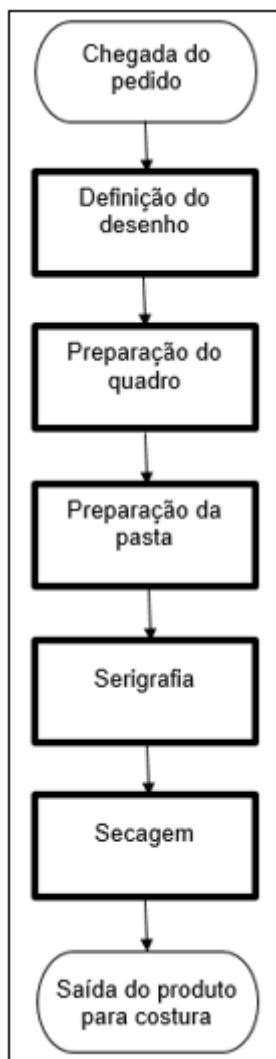 Chegada do
pedido
Definição do
desenho
Preparação do
quadro
Preparação da
pasta
Serigrafia
Secagem
Saída do produto
para costura